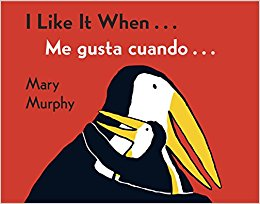 I Like It When . . .
Me gusta cuando . . .
Mary
Murphy